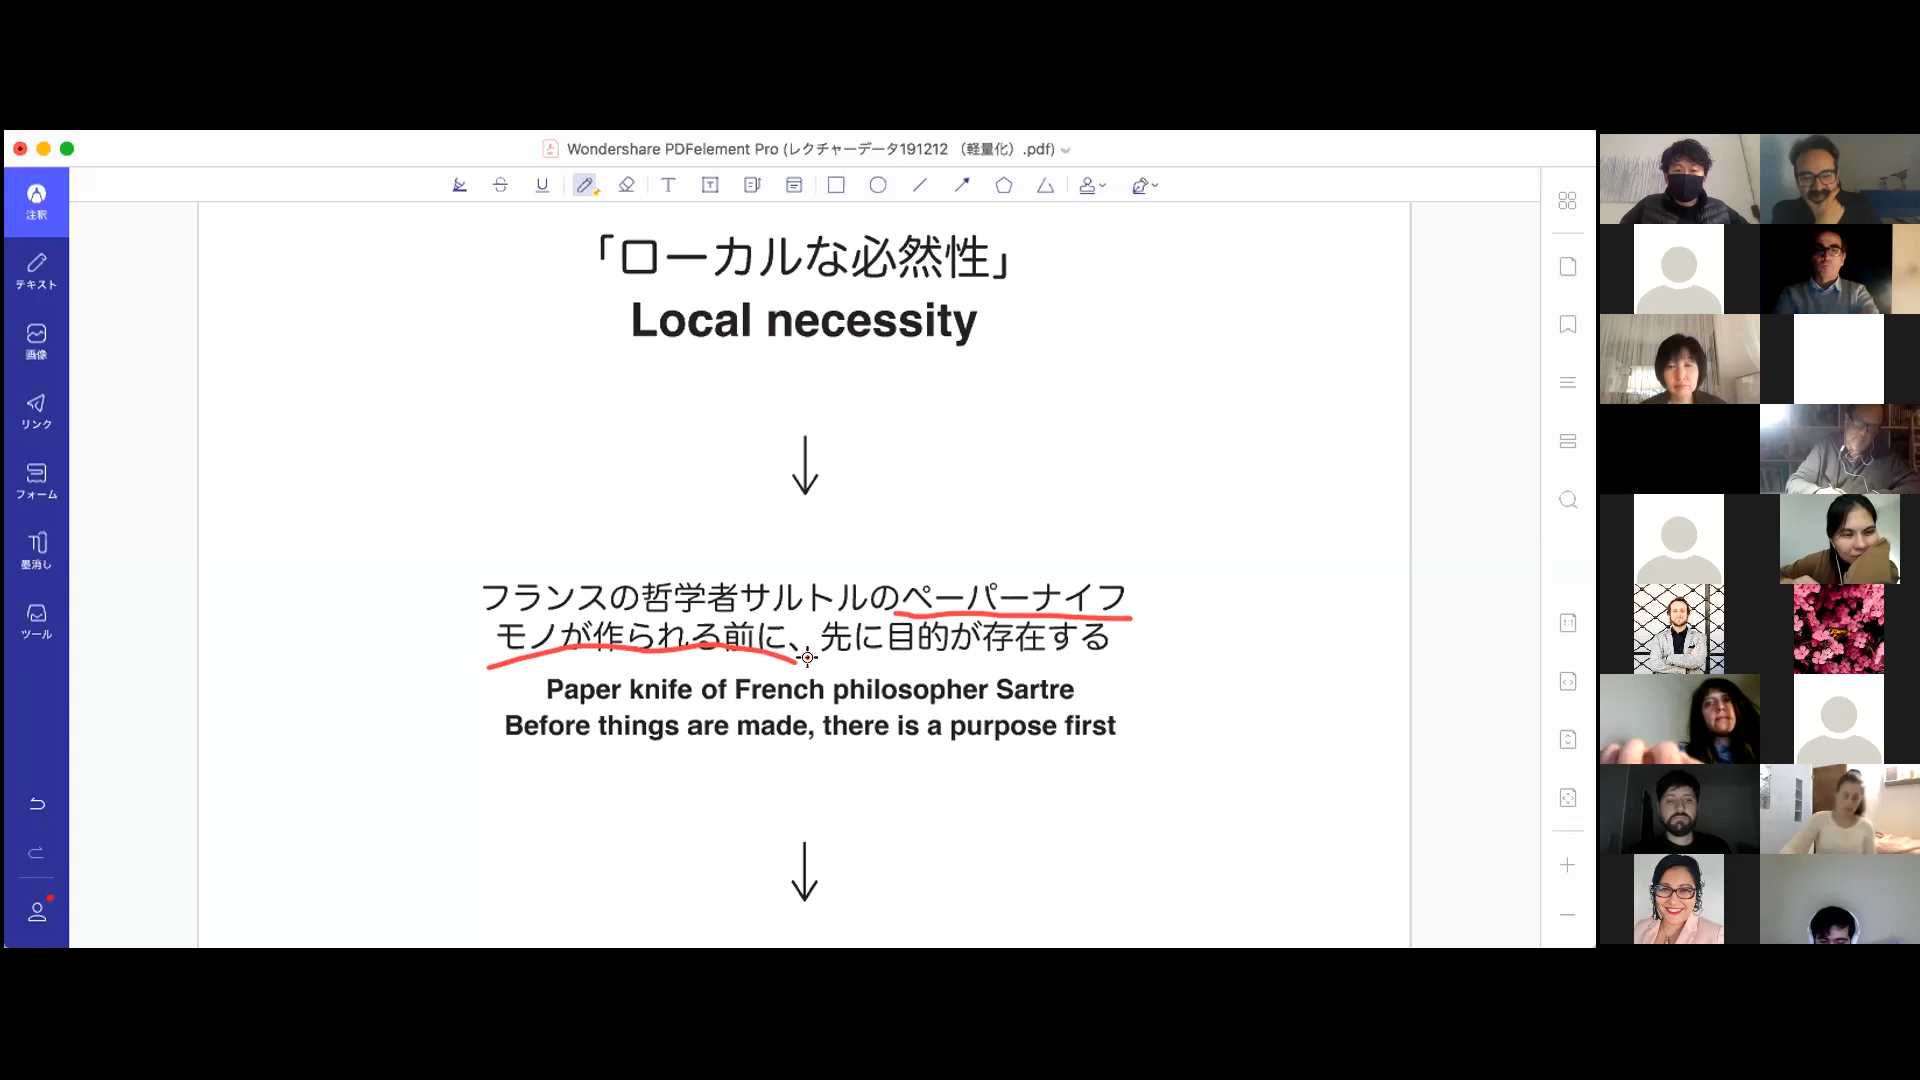 Wondershare PDFelement Pro (レクチャーデータ191212 （軽量化）.pdf)
注釈
テキスト
画像
リンク
フォーム
墨消し
ツール
「ローカルな必然性」
Local necessity
フランスの哲学者サルトルのペーパーナイフ
モノが作られる前に、先に目的が存在する
Paper knife of French philosopher Sartre
Before things are made, there is a purpose first